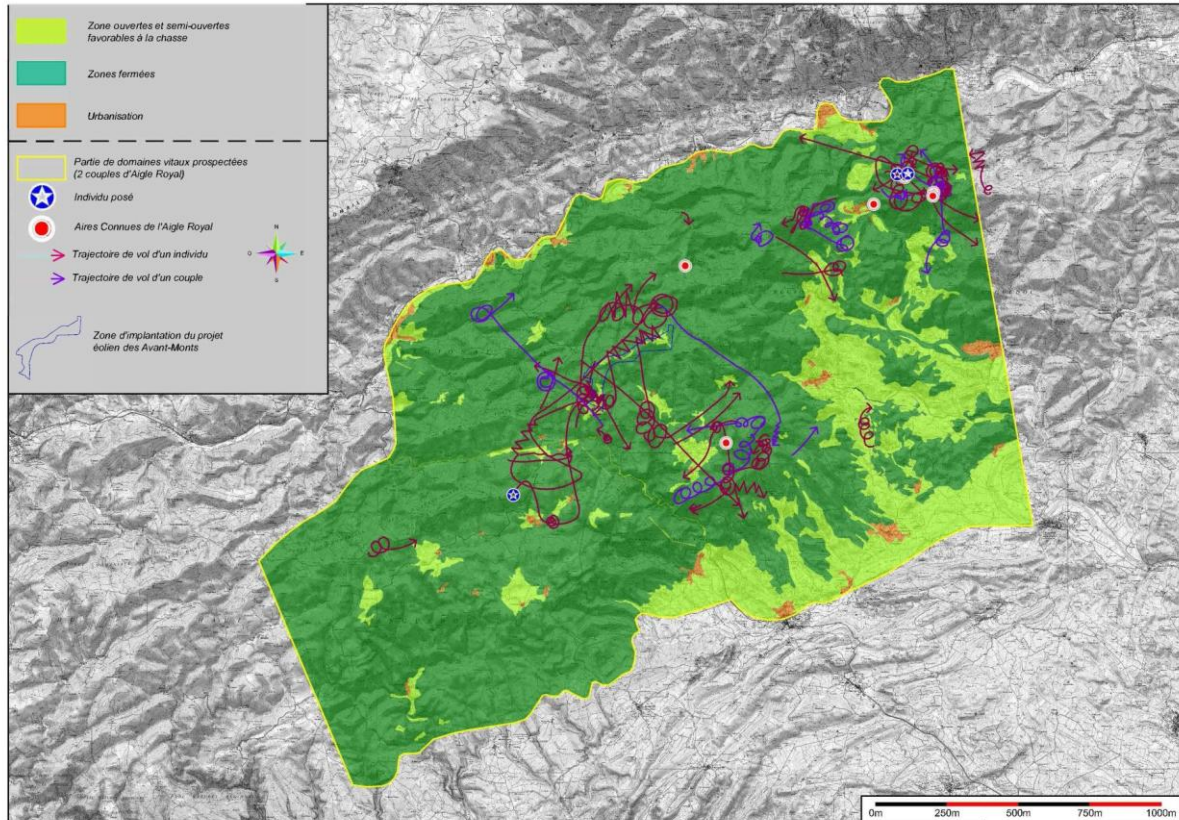 Zone ouvertes et semi-ouvertes
favorables à la chasse
Zones fermées
Urbanisation
Partie de domaines vitaux prospectées
(2 couples d'Aigle Royal)
Individu posé
Aires Connues de l'Aigle Royal
N
O
E
S
Trajectoire de vol d'un individu
Trajectoire de vol d'un couple
Zone d'implantation du projet
éolien des Avant-Monts
0m
250m
500m
750m
1000m